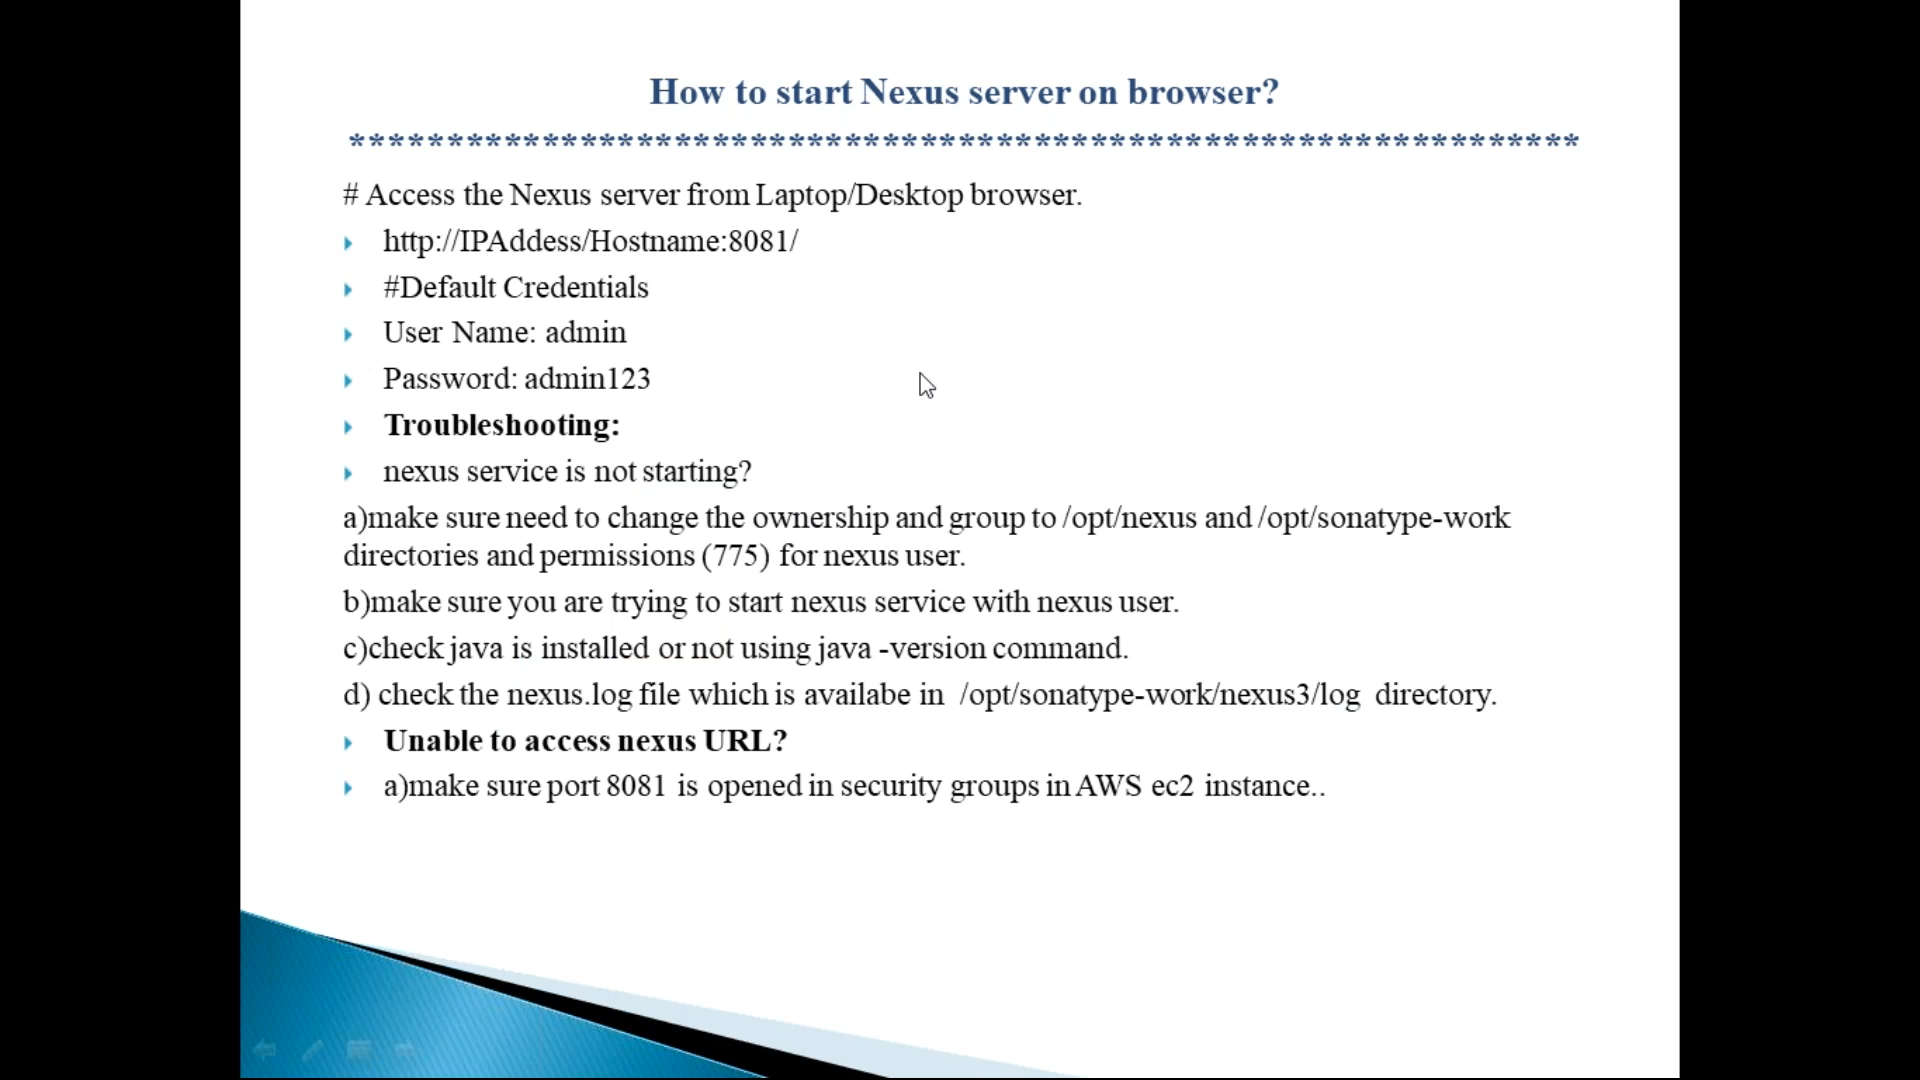 How to start Nexus server on browser?
***************************************************************
# Access the Nexus server from Laptop/Desktop browser.
http://IPAddess/Hostname:8081/
#Default Credentials
User Name: admin
Password: admin123
Troubleshooting:
nexus service is not starting?
a)make sure need to change the ownership and group to /opt/nexus and /opt/sonatype-work
directories and permissions (775) for nexus user.
b)make sure you are trying to start nexus service with nexus user.
c)check java is installed or not using java -version command.
d) check the nexus.log file which is availabe in  /opt/sonatype-work/nexus3/log  directory.
Unable to access nexus URL?
a)make sure port 8081 is opened in security groups in AWS ec2 instance..